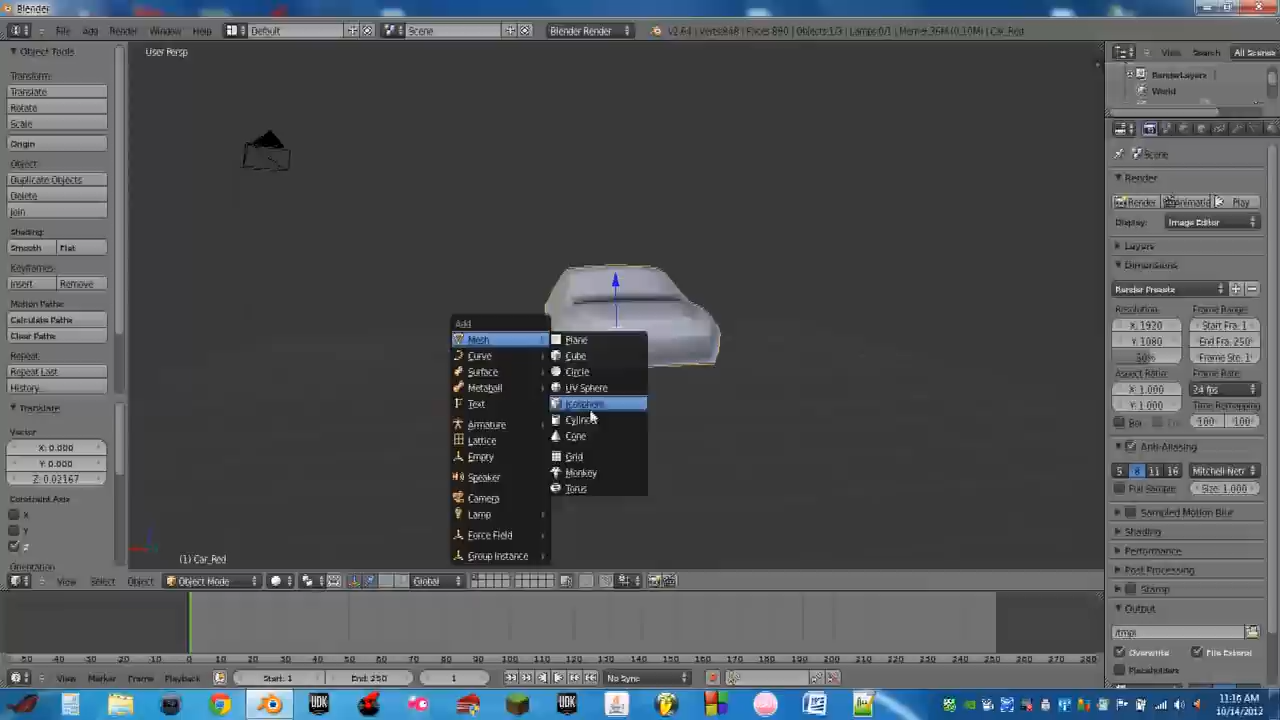 Blender
File Add Render Window Help Default Scene Blender Render v2.64 | Verts:848 | Faces:890 | Objects:1/3 | Lamps:0/1 | Mem:9.36M (0.10M) | Car_Red
Object Tools
User Persp
View Search All Scenes
Transform:
RenderLayers
Translate
World
Rotate
Scale
Origin
Scene
Object:
Render
Duplicate Objects
Delete
Render Animatio Play
Join
Display: Image Editor
Shading:
Smooth Flat
Layers
Keyframes:
Dimensions
Insert Remove
Render Presets
Motion Paths:
Resolution: Frame Range:
Calculate Paths
X: 1920 Start Fra: 1
Clear Paths
Y: 1080 End Fra: 250
Repeat:
50% Frame Ste: 1
Repeat Last
Aspect Ratio: Frame Rate:
History...
X: 1.000 24 fps
Translate
Y: 1.000 Time Remapping
Vector
Bor 100 100
X: 0.000
Y: 0.000
Anti-Aliasing
Z: 0.02167
5 8 11 16 Mitchell-Netr
Constraint Axis
Full Sample Size: 1.000
X
Sampled Motion Blur
Y
Shading
Z
Performance
Orientation
Post Processing
Add
Mesh
Curve
Surface
Metaball
Text
Armature
Lattice
Empty
Speaker
Camera
Lamp
Force Field
Group Instance
Plane
Cube
Circle
UV Sphere
Icosphere
Cylin
Cone
Grid
Monkey
Torus
(1) Car_Red
View Select Object Object Mode Global
Stamp
Output
/tmp\
Overwrite File Extensi
Placeholders
-50 -40 -30 -20 -10 0 10 20 30 40 50 60 70 80 90 100 110 120 130 140 150 160 170 180 190 200 210 220 230 240 250 260 270 280
View Marker Frame Playback Start: 1 End: 250 1 No Sync
UDK UDK
11:16 AM
10/14/2012